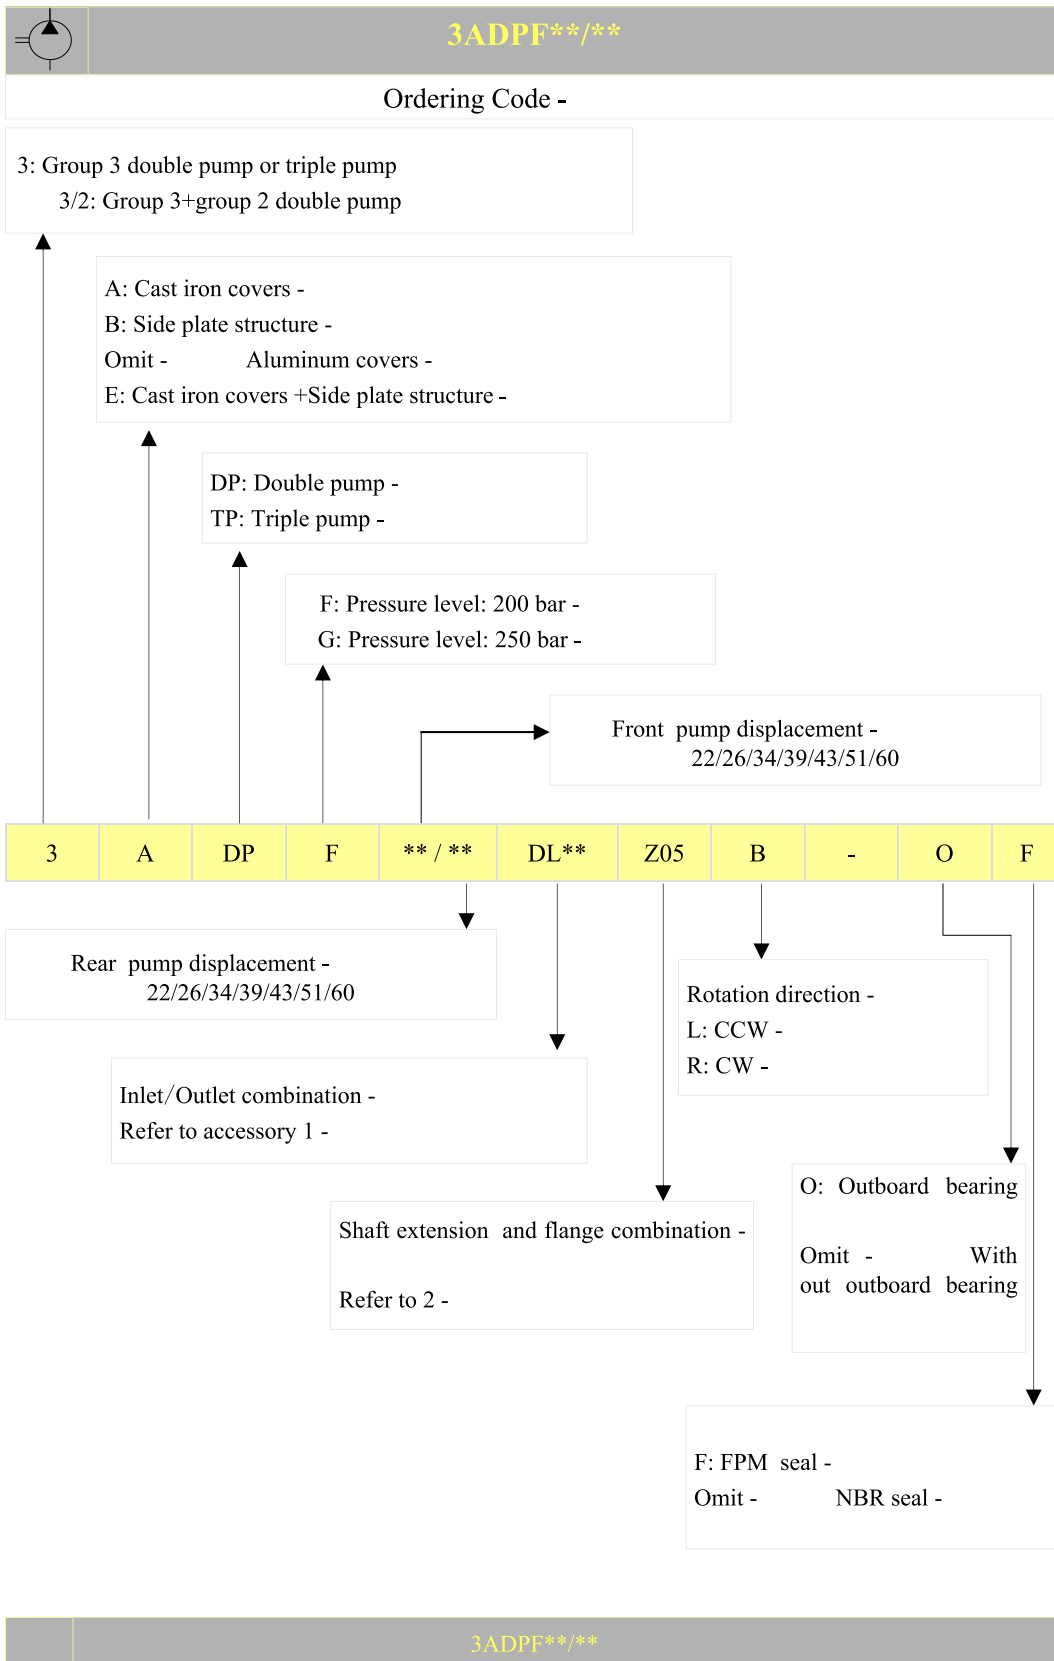 3ADPF**/**
Ordering Code -
3: Group 3 double pump or triple pump
3/2: Group 3+group 2 double pump
A: Cast iron covers -
B: Side plate structure -
Omit - Aluminum covers -
E: Cast iron covers +Side plate structure -
DP: Double pump -
TP: Triple pump -
F: Pressure level: 200 bar -
G: Pressure level: 250 bar -
Front pump displacement -
22/26/34/39/43/51/60
3 A DP F ** / ** DL** Z05 B - O F
Rear pump displacement -
22/26/34/39/43/51/60
Rotation direction -
L: CCW -
R: CW -
Inlet/Outlet combination -
Refer to accessory 1 -
O: Outboard bearing
Omit - With
out outboard bearing
Shaft extension and flange combination -
Refer to 2 -
F: FPM seal -
Omit - NBR seal -
3ADPF**/**